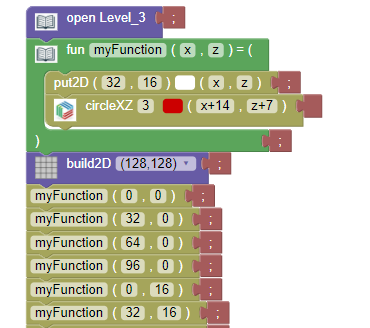 open Level_3 ;
fun myFunction ( x , z ) = (
put2D ( 32 , 16 ) ( x , z ) ;
circleXZ 3 ( x+14 , z+7 )
) ;
build2D (128,128) ▾ ;
myFunction ( 0 , 0 ) ;
myFunction ( 32 , 0 ) ;
myFunction ( 64 , 0 ) ;
myFunction ( 96 , 0 ) ;
myFunction ( 0 , 16 ) ;
myFunction ( 32 , 16 ) ;